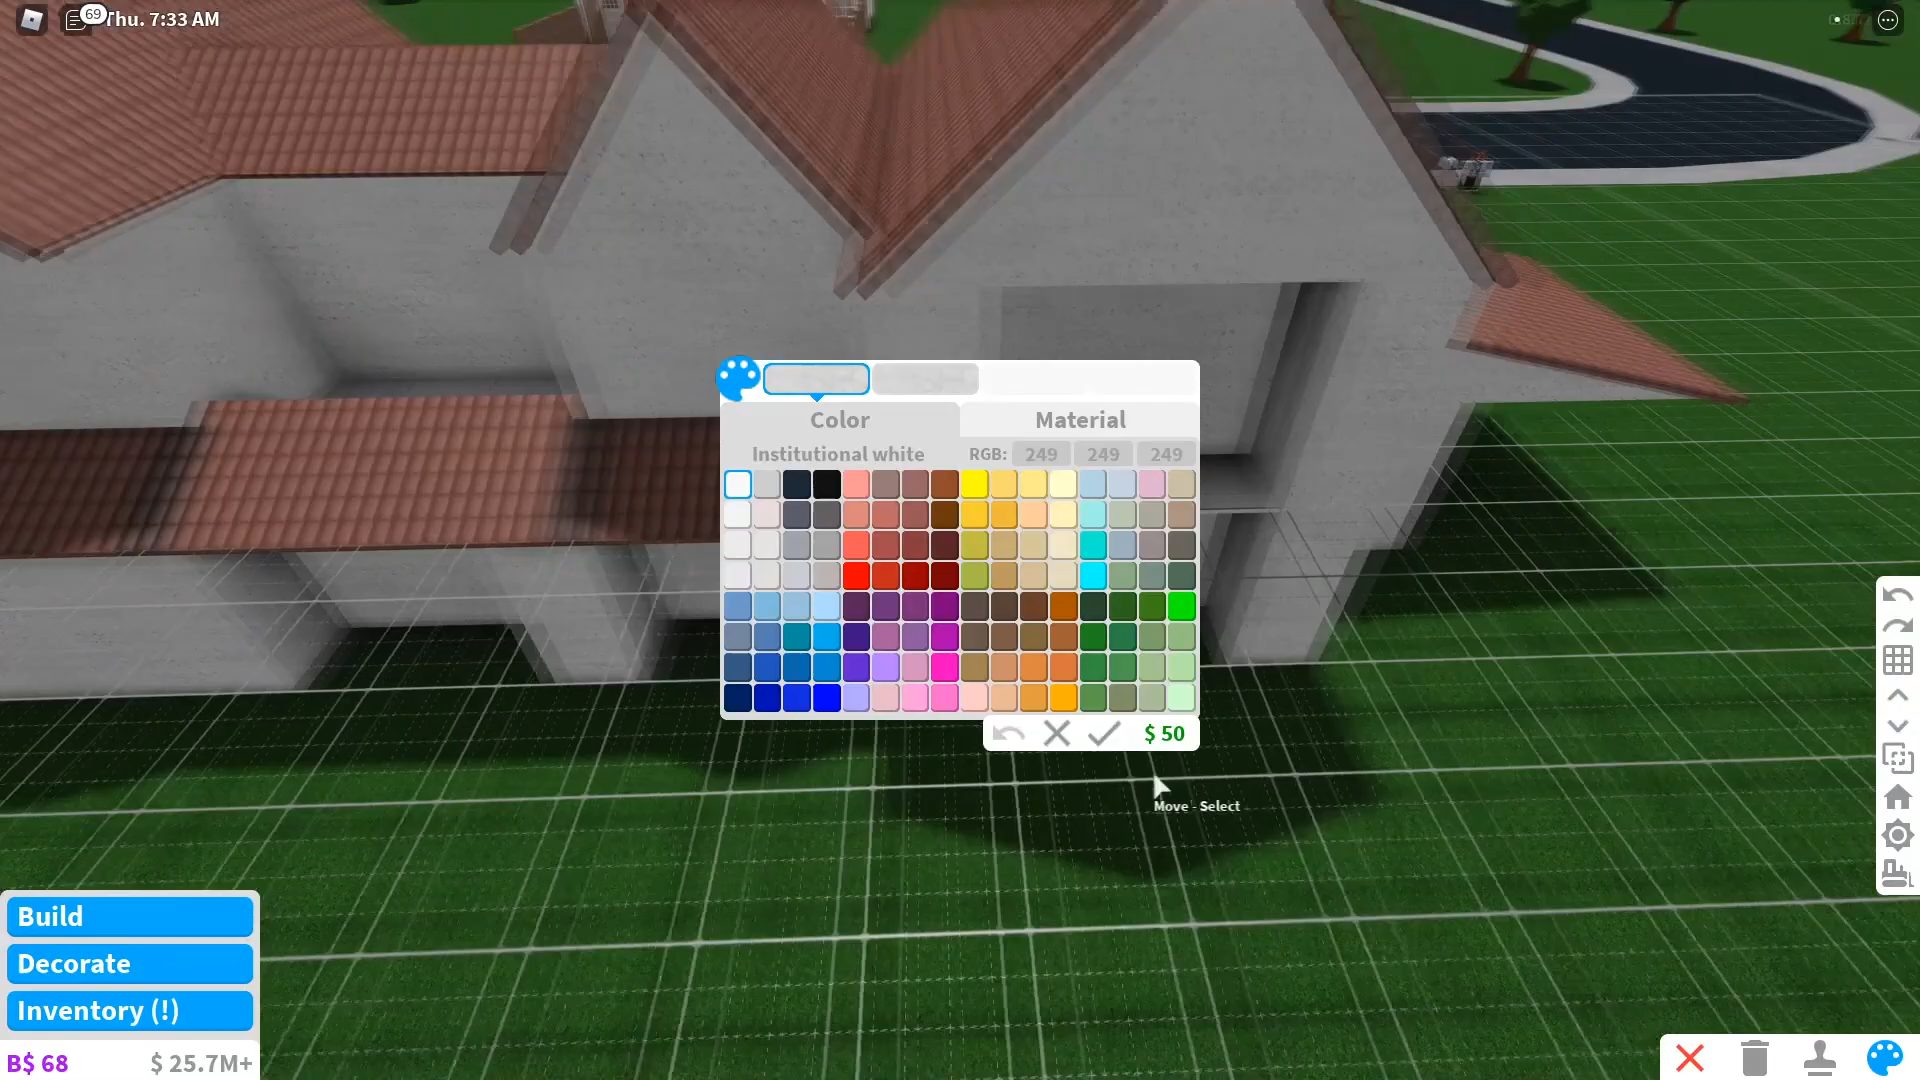 69
Thu. 7:33 AM
Color
Material
Institutional white
RGB: 249 249 249
$ 50
Move - Select
Build
Decorate
Inventory (!)
B$ 68
$ 25.7M+